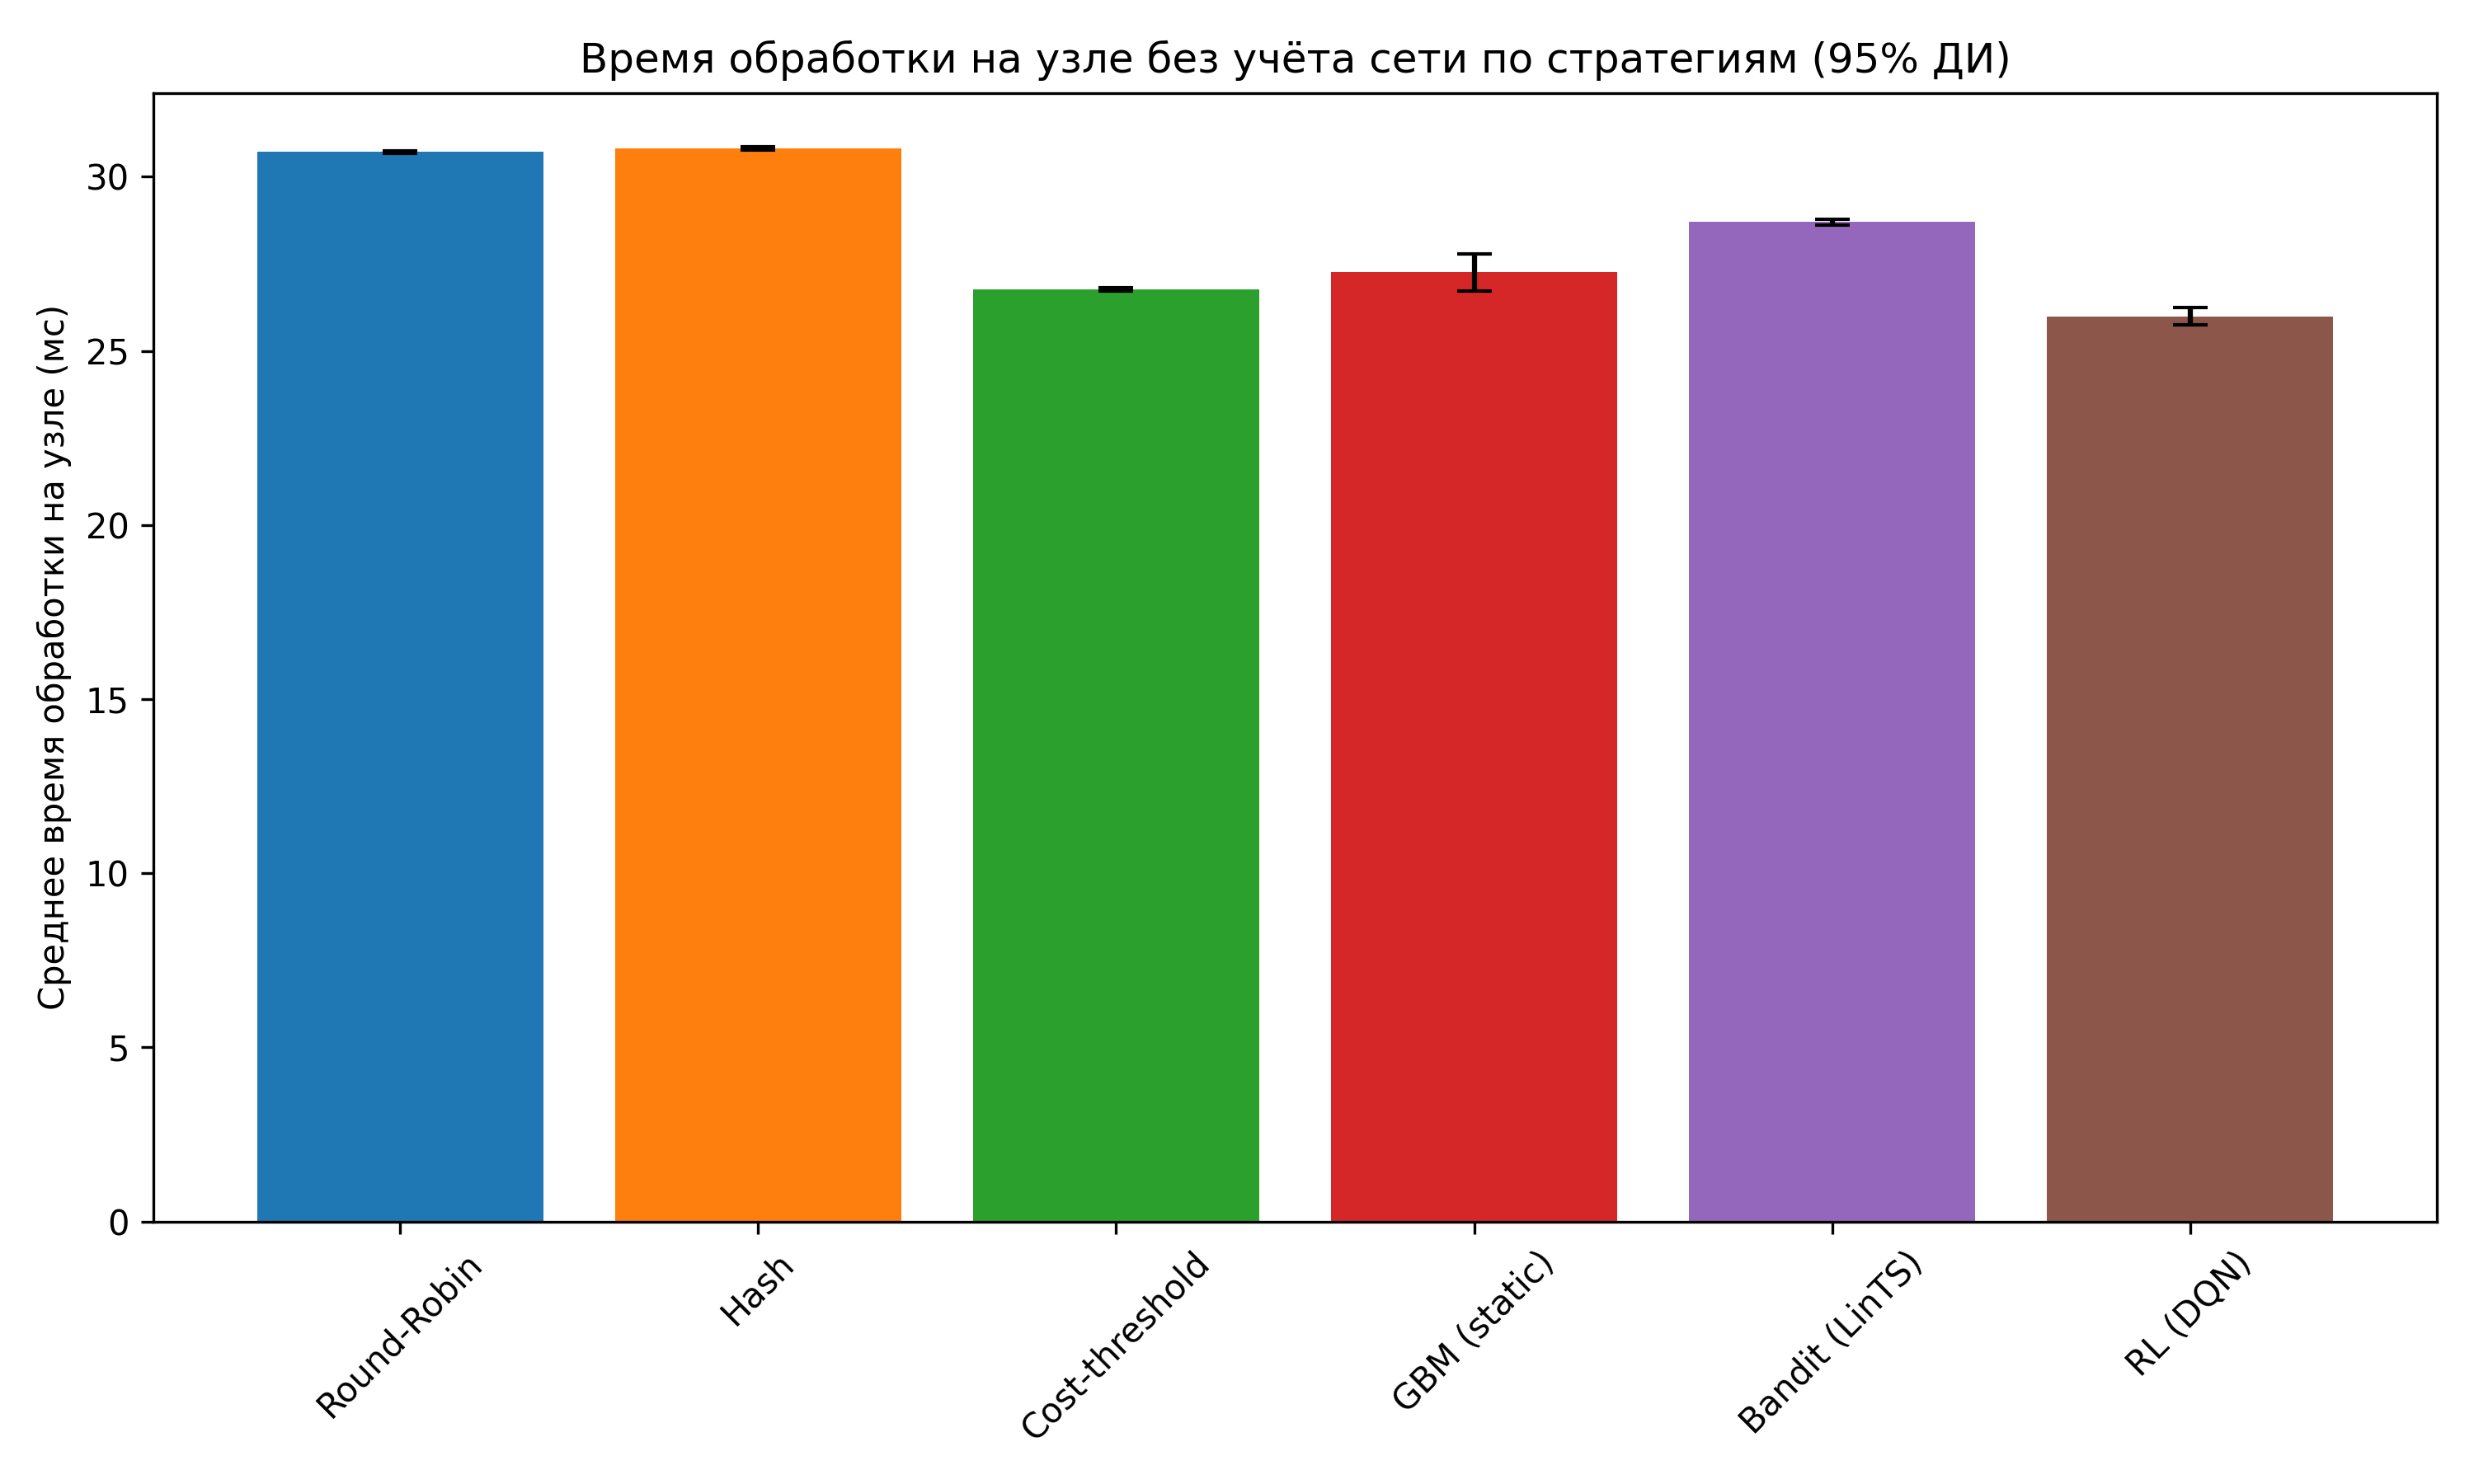 Время обработки на узле без учёта сети по стратегиям (95% ДИ)
Среднее время обработки на узле (мс)
30
25
20
15
10
5
0
Round-Robin
Hash
Cost-threshold
GBM (static)
Bandit (LinTS)
RL (DQN)